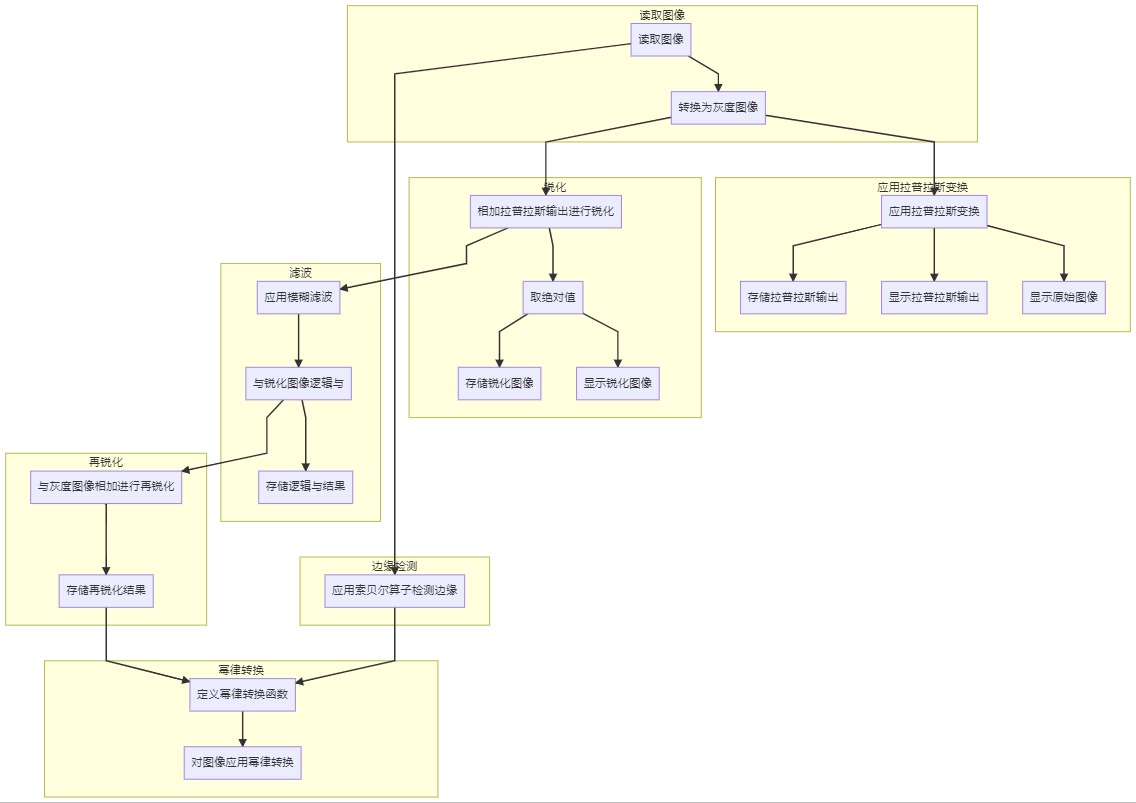 读取图像
读取图像
转换为灰度图像
锐化
相加拉普拉斯输出进行锐化
取绝对值
存储锐化图像
显示锐化图像
应用拉普拉斯变换
应用拉普拉斯变换
存储拉普拉斯输出
显示拉普拉斯输出
显示原始图像
滤波
应用模糊滤波
与锐化图像逻辑与
存储逻辑与结果
再锐化
与灰度图像相加进行再锐化
存储再锐化结果
边缘检测
应用索贝尔算子检测边缘
幂律转换
定义幂律转换函数
对图像应用幂律转换